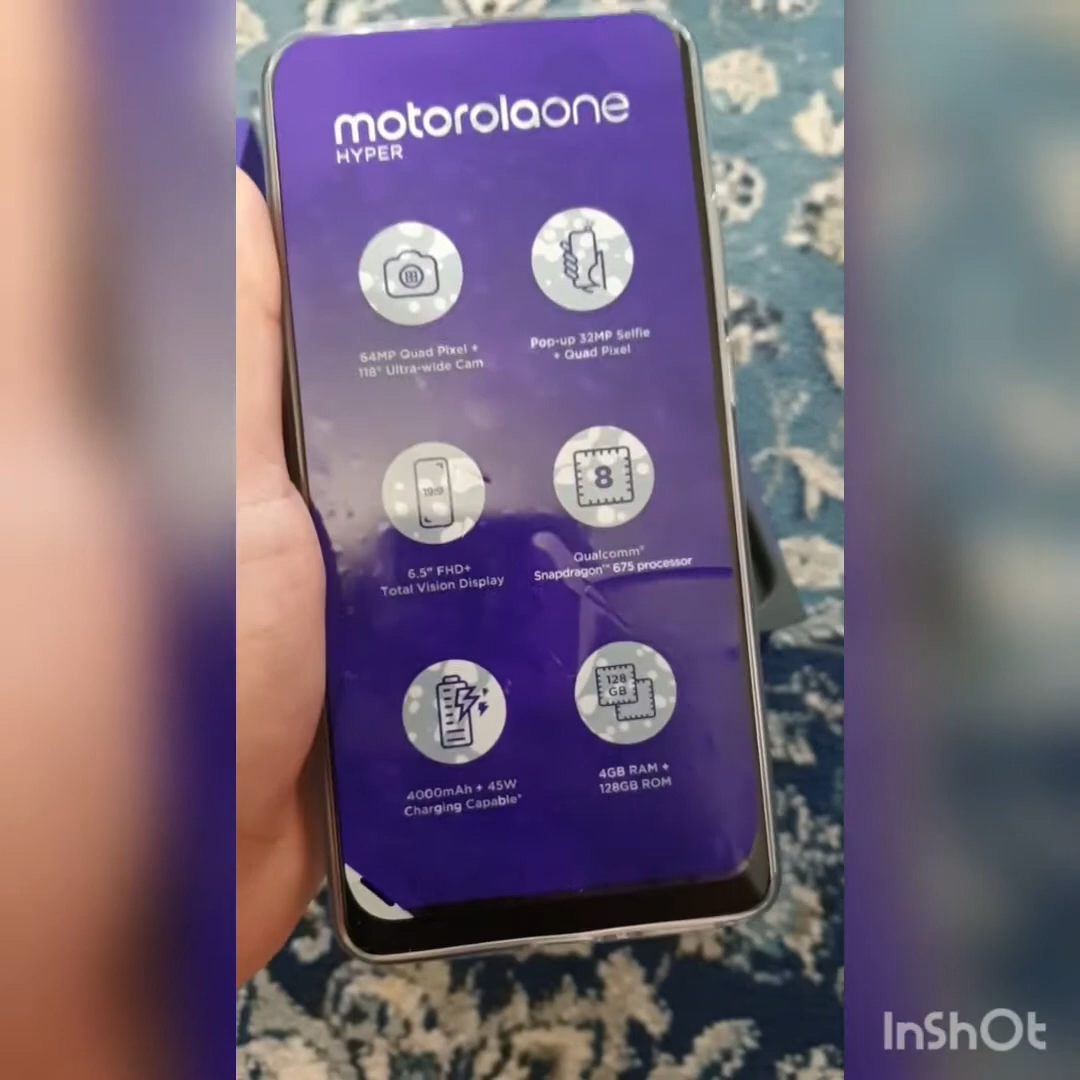 motorolaone
HYPER
64MP Quad Pixel +
118° Ultra-wide Cam
Pop-up 32MP Selfie
+ Quad Pixel
19:9
6.5" FHD+
Total Vision Display
8
Qualcomm®
Snapdragon™ 675 processor
4000mAh + 45W
Charging Capable*
128
GB
4GB RAM +
128GB ROM
InShOt